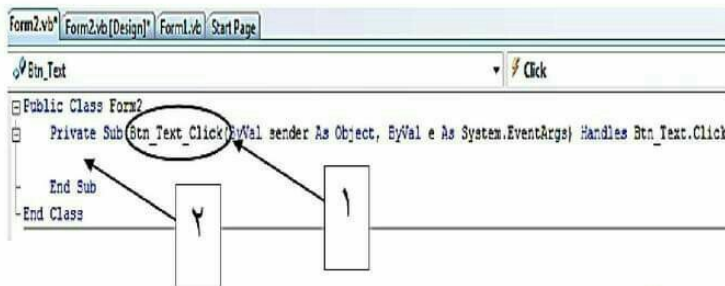 Form2.vb* Form2.vb [Design]* Form1.vb Start Page
Btn_Text Click
Public Class Form2
Private Sub Btn_Text_Click(ByVal sender As Object, ByVal e As System.EventArgs) Handles Btn_Text.Click
End Sub
End Class
٢ ١